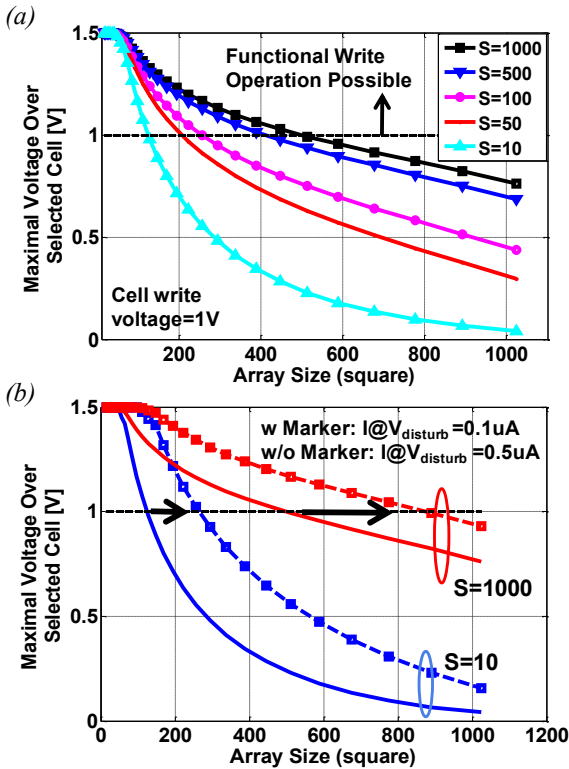 (a)
1.5
1
0.5
0
Maximal Voltage Over
Selected Cell [V]
Functional Write
Operation Possible
S=1000
S=500
S=100
S=50
S=10
Cell write
voltage=1V
200 400 600 800 1000
Array Size (square)
(b)
1.5
1
0.5
0
Maximal Voltage Over
Selected Cell [V]
w Marker: I@Vdisturb=0.1uA
w/o Marker: I@Vdisturb=0.5uA
S=1000
S=10
0 200 400 600 800 1000 1200
Array Size (square)